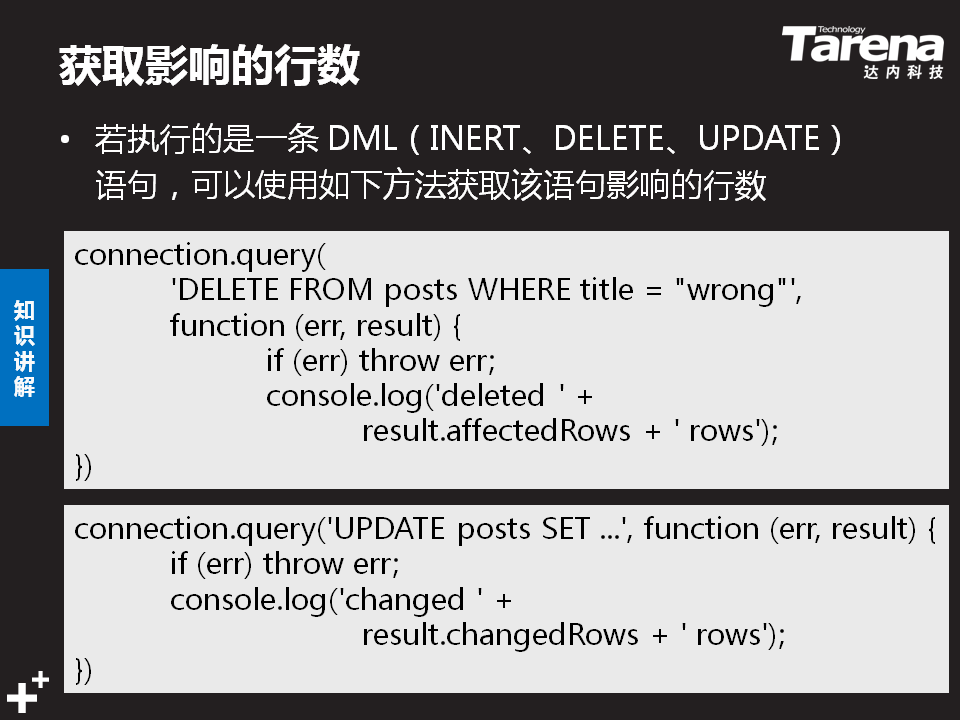 获取影响的行数
Technology
Tarena
达内科技
• 若执行的是一条 DML（INERT、DELETE、UPDATE）
语句，可以使用如下方法获取该语句影响的行数
知识讲解
connection.query(
'DELETE FROM posts WHERE title = "wrong"',
function (err, result) {
if (err) throw err;
console.log('deleted ' +
result.affectedRows + ' rows');
})
connection.query('UPDATE posts SET ...', function (err, result) {
if (err) throw err;
console.log('changed ' +
result.changedRows + ' rows');
})